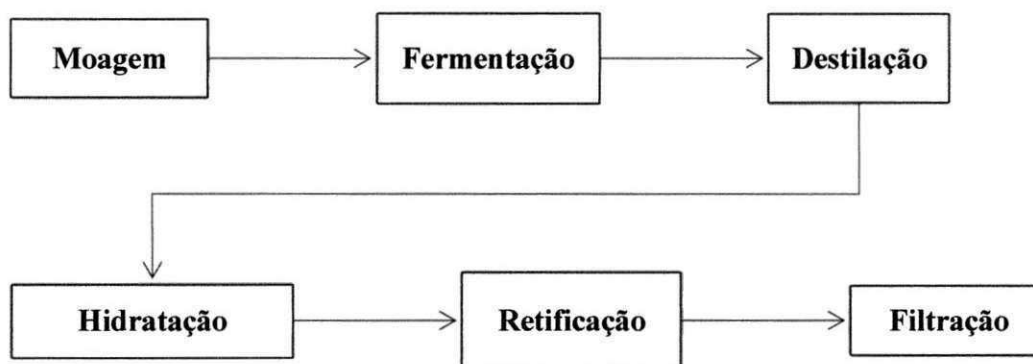 Moagem
Fermentação
Destilação
Hidratação
Retificação
Filtração